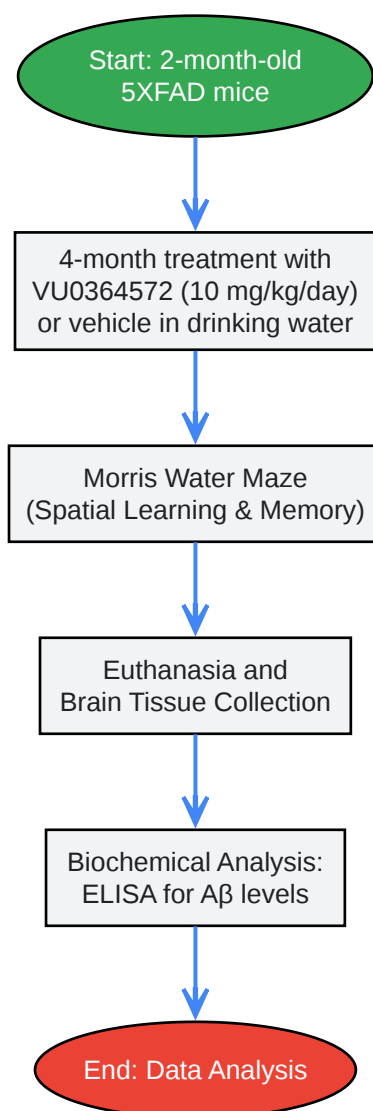 Start: 2-month-old
5XFAD mice
4-month treatment with
VU0364572 (10 mg/kg/day)
or vehicle in drinking water
Morris Water Maze
(Spatial Learning & Memory)
Euthanasia and
Brain Tissue Collection
Biochemical Analysis:
ELISA for Aβ levels
End: Data Analysis